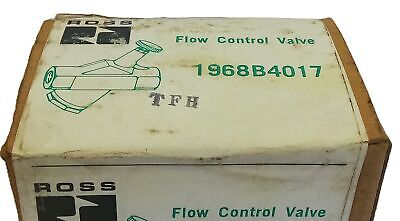 ROSS
Flow Control Valve
1968B4017
TFH
ROSS
Flow Control Valve